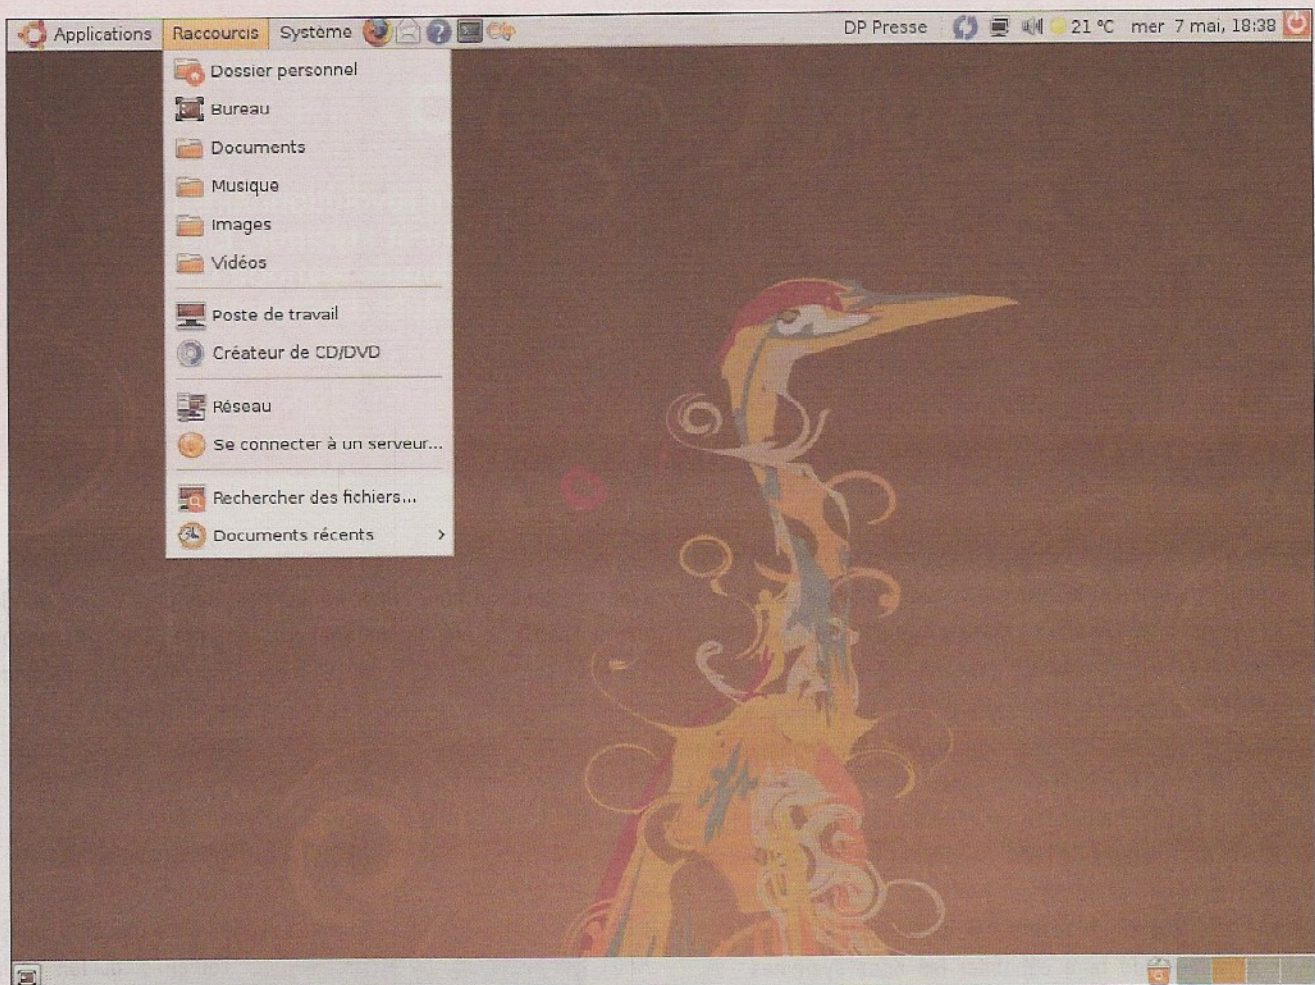 Applications Raccourcis Système DP Presse 21 °C mer 7 mai, 18:38
Dossier personnel
Bureau
Documents
Musique
Images
Vidéos
Poste de travail
Créateur de CD/DVD
Réseau
Se connecter à un serveur...
Rechercher des fichiers...
Documents récents